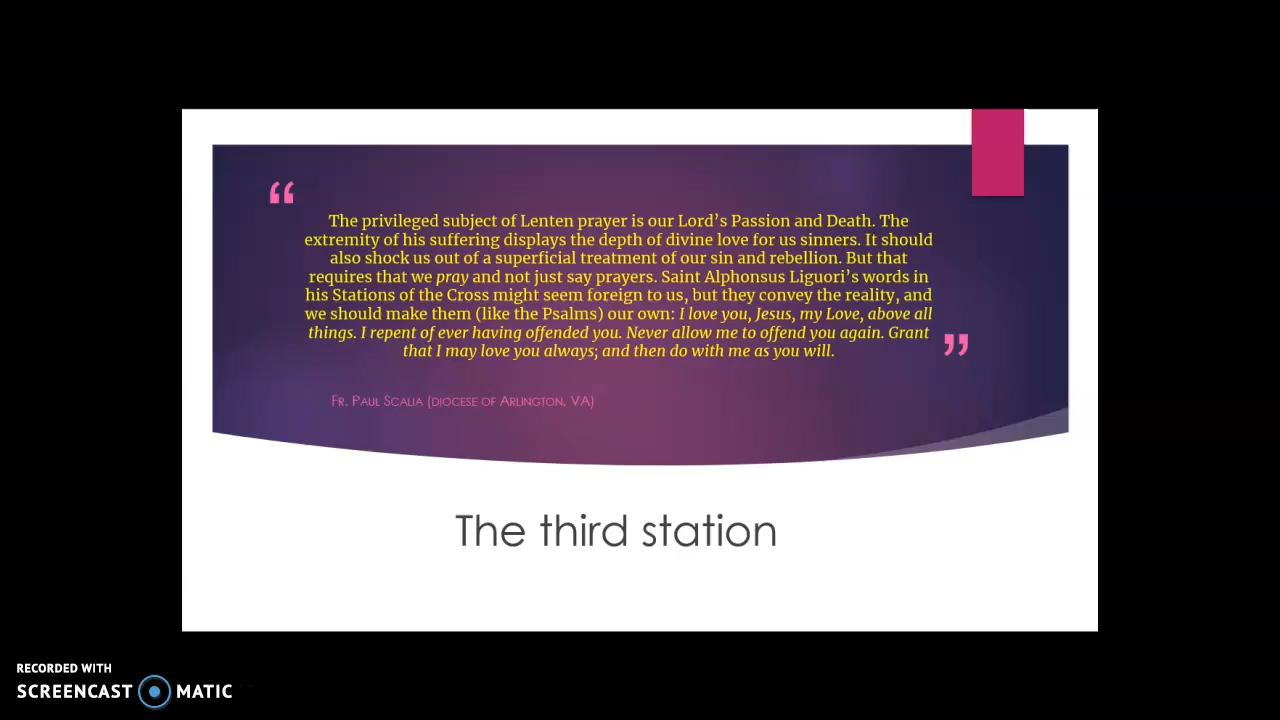 “
The privileged subject of Lenten prayer is our Lord’s Passion and Death. The
extremity of his suffering displays the depth of divine love for us sinners. It should
also shock us out of a superficial treatment of our sin and rebellion. But that
requires that we pray and not just say prayers. Saint Alphonsus Liguori’s words in
his Stations of the Cross might seem foreign to us, but they convey the reality, and
we should make them (like the Psalms) our own: I love you, Jesus, my Love, above all
things. I repent of ever having offended you. Never allow me to offend you again. Grant
that I may love you always; and then do with me as you will.
”
Fr. Paul Scalia (diocese of Arlington, VA)
The third station
RECORDED WITH
SCREENCAST MATIC